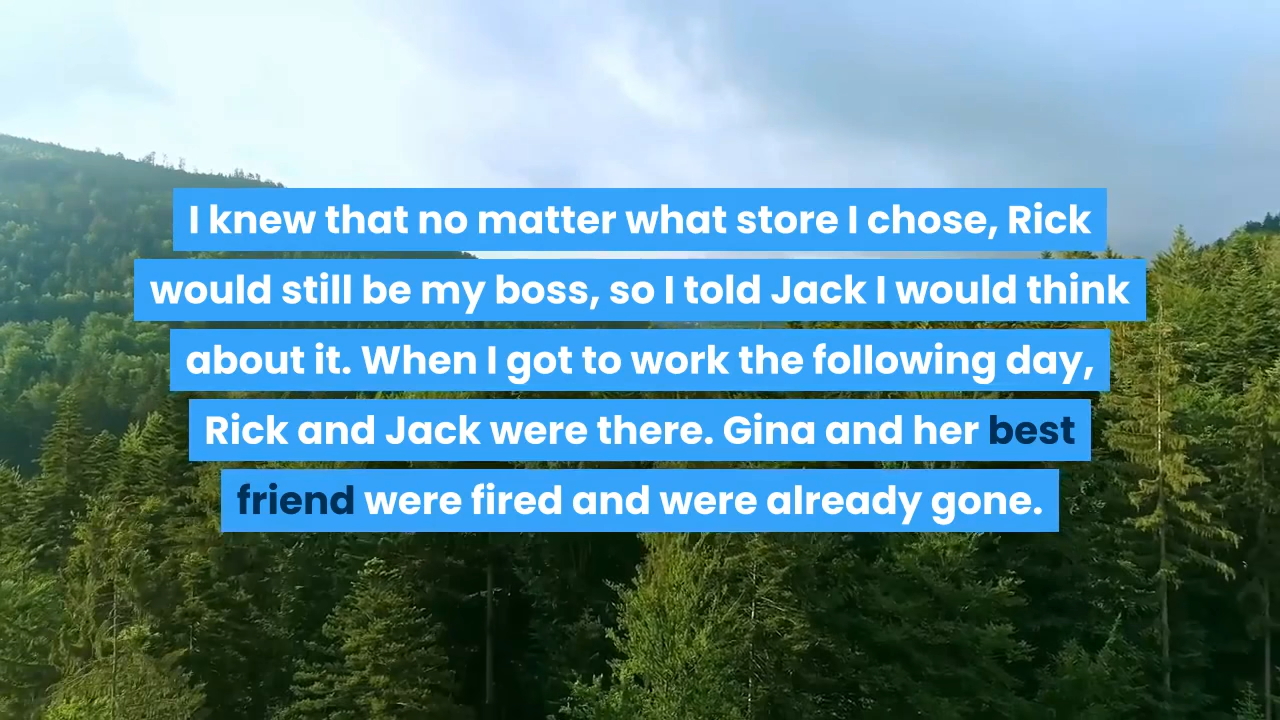 I knew that no matter what store I chose, Rick
would still be my boss, so I told Jack I would think
about it. When I got to work the following day,
Rick and Jack were there. Gina and her best
friend were fired and were already gone.